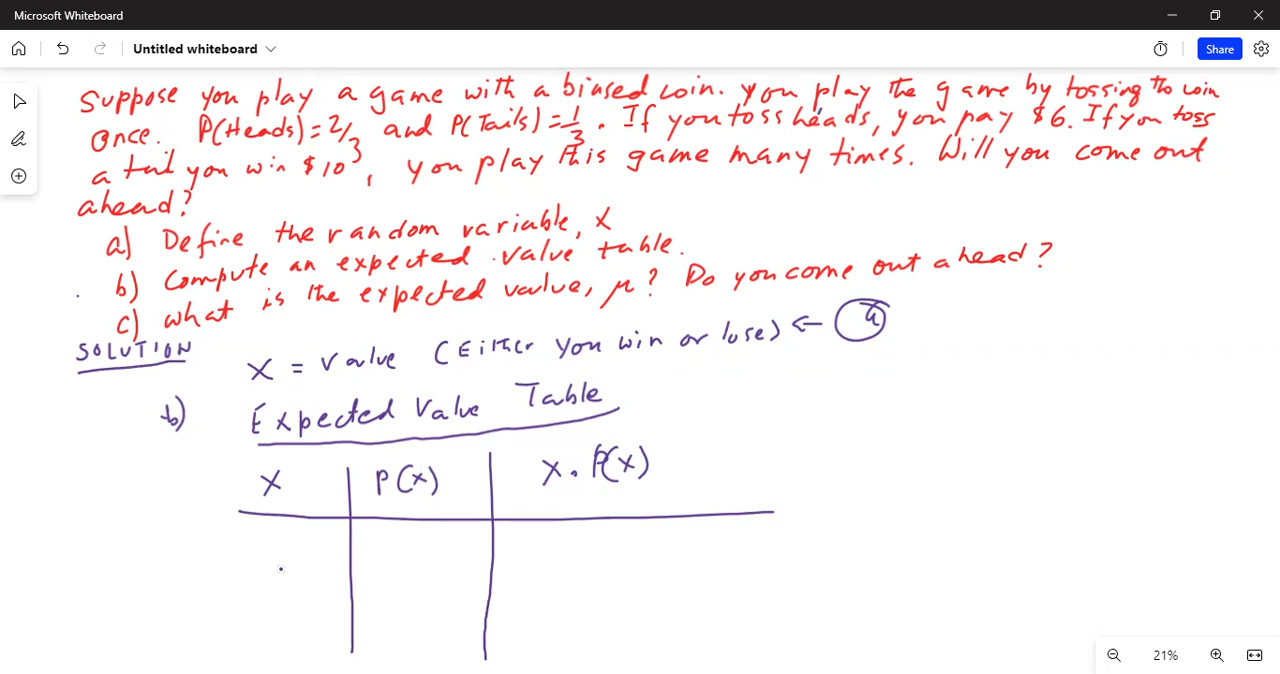 Microsoft Whiteboard
Untitled whiteboard
Share
Suppose you play a game with a biased coin. You play the game by tossing the coin
once. P(Heads)=2/3 and P(Tails)=1/3. If you toss heads, you pay $6. If you toss
a tail you win $10, you play this game many times. Will you come out
ahead?
a) Define the random variable, X
b) Compute an expected value table.
c) What is the expected value, μ? Do you come out ahead?
SOLUTION
X = Value (Either you win or lose) ← a
b) Expected Value Table
X P(x) X . P(x)
21%